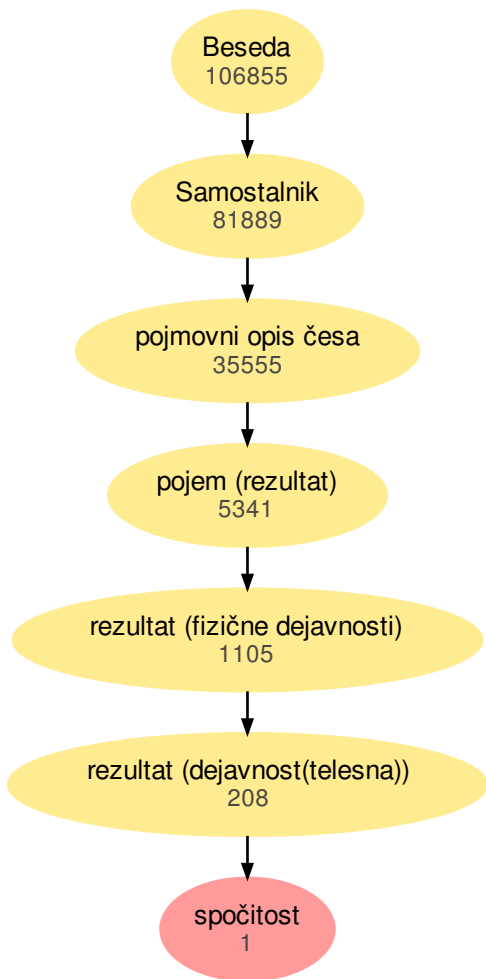 Beseda
106855
Samostalnik
81889
pojmovni opis česa
35555
pojem (rezultat)
5341
rezultat (fizične dejavnosti)
1105
rezultat (dejavnost(telesna))
208
spočitost
1